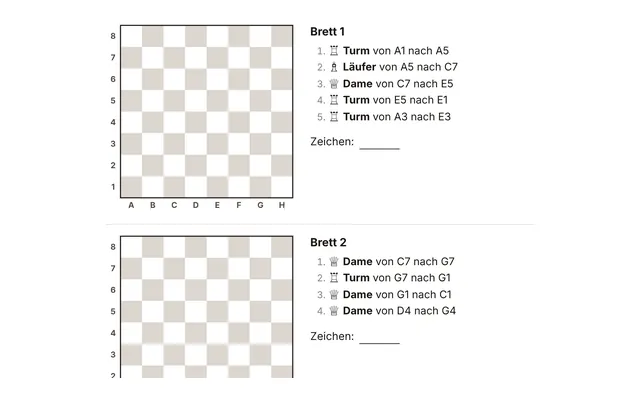 Brett 1
8
7
6
5
4
3
2
1
A B C D E F G H
1. ♖ Turm von A1 nach A5
2. ♗ Läufer von A5 nach C7
3. ♕ Dame von C7 nach E5
4. ♖ Turm von E5 nach E1
5. ♖ Turm von A3 nach E3
Zeichen: ______
Brett 2
8
7
6
5
4
3
2
1. ♕ Dame von C7 nach G7
2. ♖ Turm von G7 nach G1
3. ♕ Dame von G1 nach C1
4. ♕ Dame von D4 nach G4
Zeichen: ______